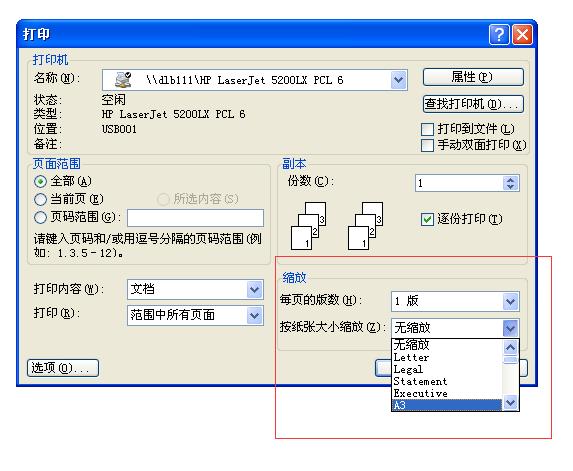 打印
打印机
名称(N): \\dlb111\HP LaserJet 5200LX PCL 6
属性(P)
状态: 空闲
类型: HP LaserJet 5200LX PCL 6
位置: USB001
备注:
查找打印机(D)...
打印到文件(L)
手动双面打印(X)
页面范围
全部(A)
当前页(E) 所选内容(S)
页码范围(G):
请键入页码和/或用逗号分隔的页码范围(例
如: 1.3.5-12)。
副本
份数(C): 1
3 2 1 3 2 1
逐份打印(T)
打印内容(W): 文档
打印(R): 范围中所有页面
缩放
每页的版数(H): 1 版
按纸张大小缩放(Z): 无缩放
无缩放
Letter
Legal
Statement
Executive
A3
选项(O)...